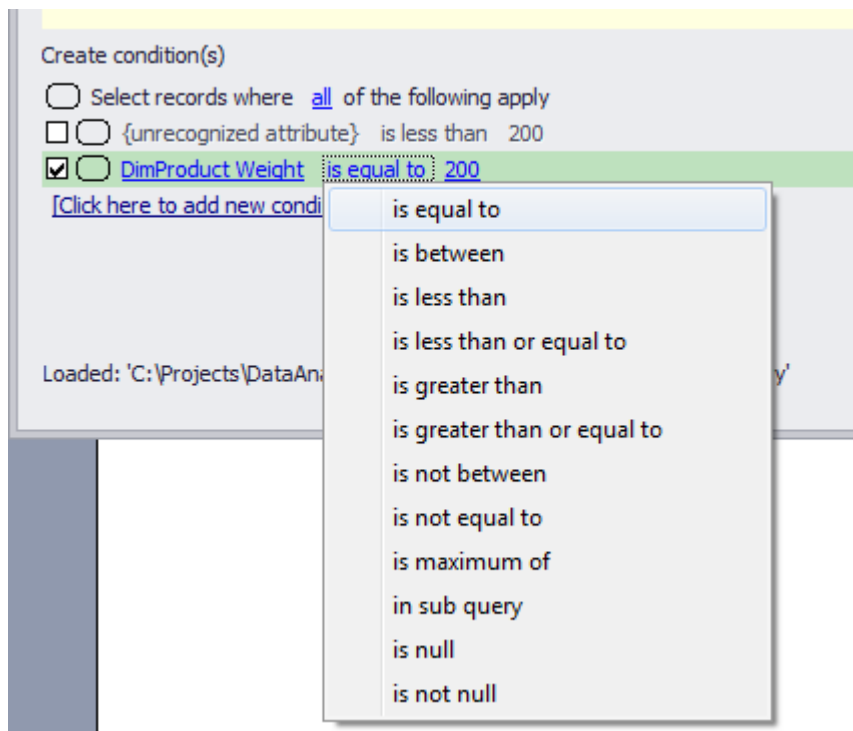 Create condition(s)
Select records where all of the following apply
{unrecognized attribute} is less than 200
DimProduct Weight is equal to 200
[Click here to add new condi
is equal to
is between
is less than
is less than or equal to
Loaded: 'C:\Projects\DataAna y'
is greater than
is greater than or equal to
is not between
is not equal to
is maximum of
in sub query
is null
is not null